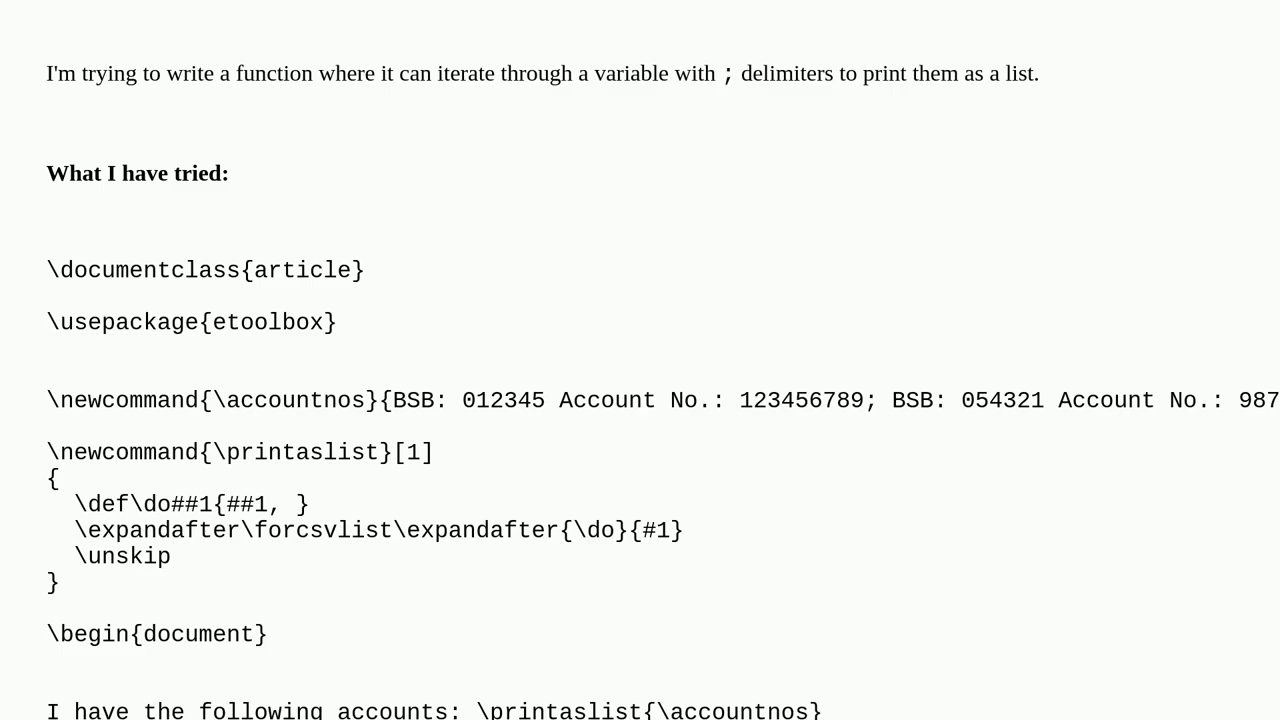 I'm trying to write a function where it can iterate through a variable with ; delimiters to print them as a list.
What I have tried:
\documentclass{article}
\usepackage{etoolbox}
\newcommand{\accountnos}{BSB: 012345 Account No.: 123456789; BSB: 054321 Account No.: 987
\newcommand{\printaslist}[1]
{
  \def\do##1{##1, }
  \expandafter\forcsvlist\expandafter{\do}{#1}
  \unskip
}
\begin{document}
I have the following accounts: \printaslist{\accountnos}